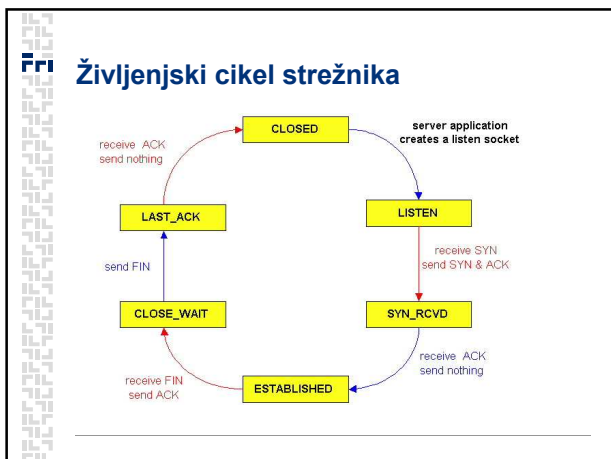 Fri
Življenjski cikel strežnika
CLOSED
server application
creates a listen socket
receive ACK
send nothing
LAST_ACK
LISTEN
send FIN
receive SYN
send SYN & ACK
CLOSE_WAIT
SYN_RCVD
receive ACK
send nothing
receive FIN
send ACK
ESTABLISHED